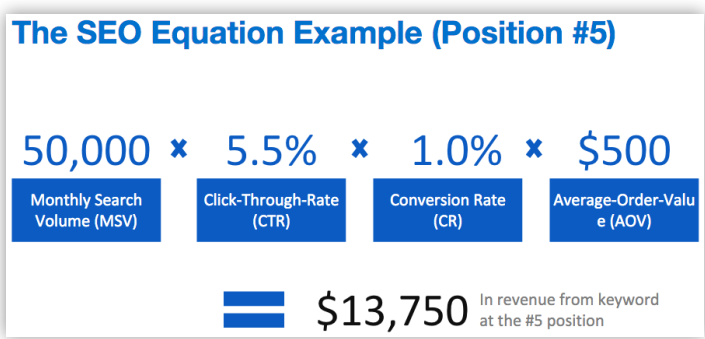 The SEO Equation Example (Position #5)
50,000 × 5.5% × 1.0% × $500
Monthly Search
Volume (MSV)
Click-Through-Rate
(CTR)
Conversion Rate
(CR)
Average-Order-Valu
e (AOV)
= $13,750
In revenue from keyword
at the #5 position